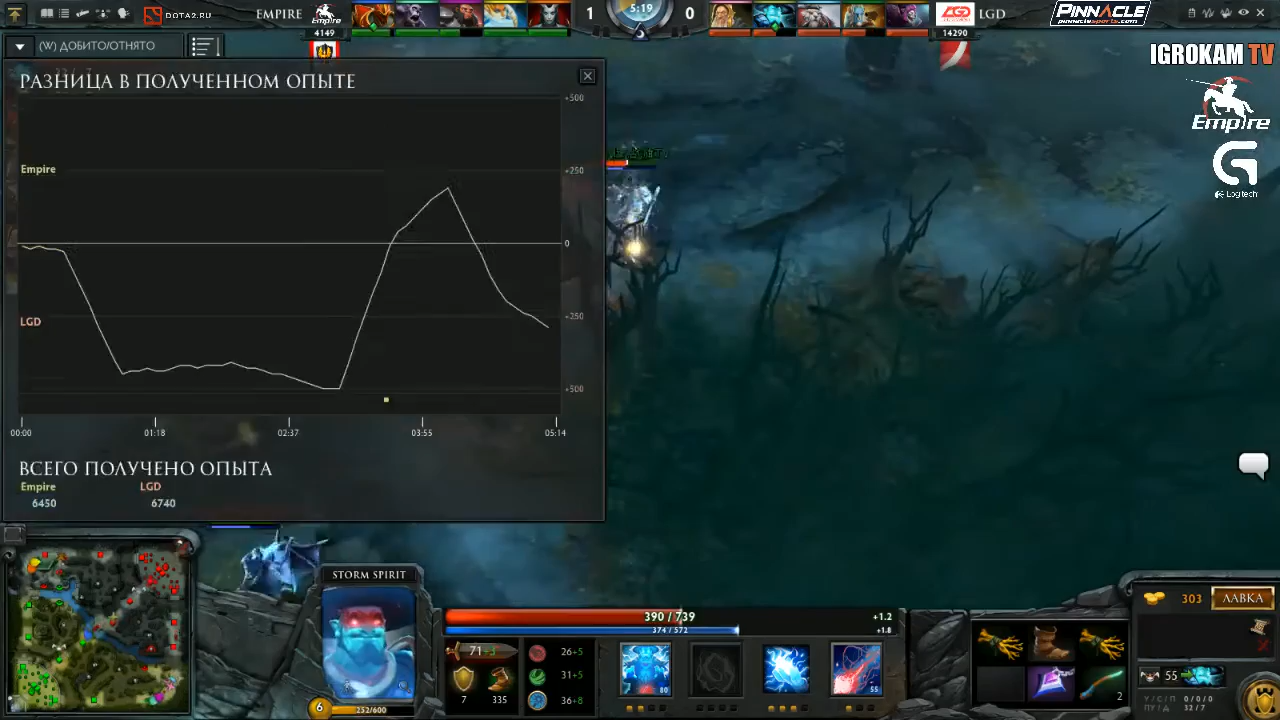 DOTA2.RU
EMPIRE
Empire
4149
1
5:19
0
LGD
LGD
14290
PINNACLE
pinnaclesports.com
(W) ДОБИТО/ОТНЯТО
IGROKAM TV
РАЗНИЦА В ПОЛУЧЕННОМ ОПЫТЕ
+500
Empire
+250
0
LGD
+250
+500
00:00
01:18
02:37
03:55
05:14
ВСЕГО ПОЛУЧЕНО ОПЫТА
Empire
LGD
6450
6740
Empire
Logitech
STORM SPIRIT
6
252/600
390 / 739
+1.2
374 / 572
+1.8
71+3
7
335
26+5
31+5
36+8
80
55
2
303
ЛАВКА
55
У/С/П
0/0/0
ПУ/Д
32/7